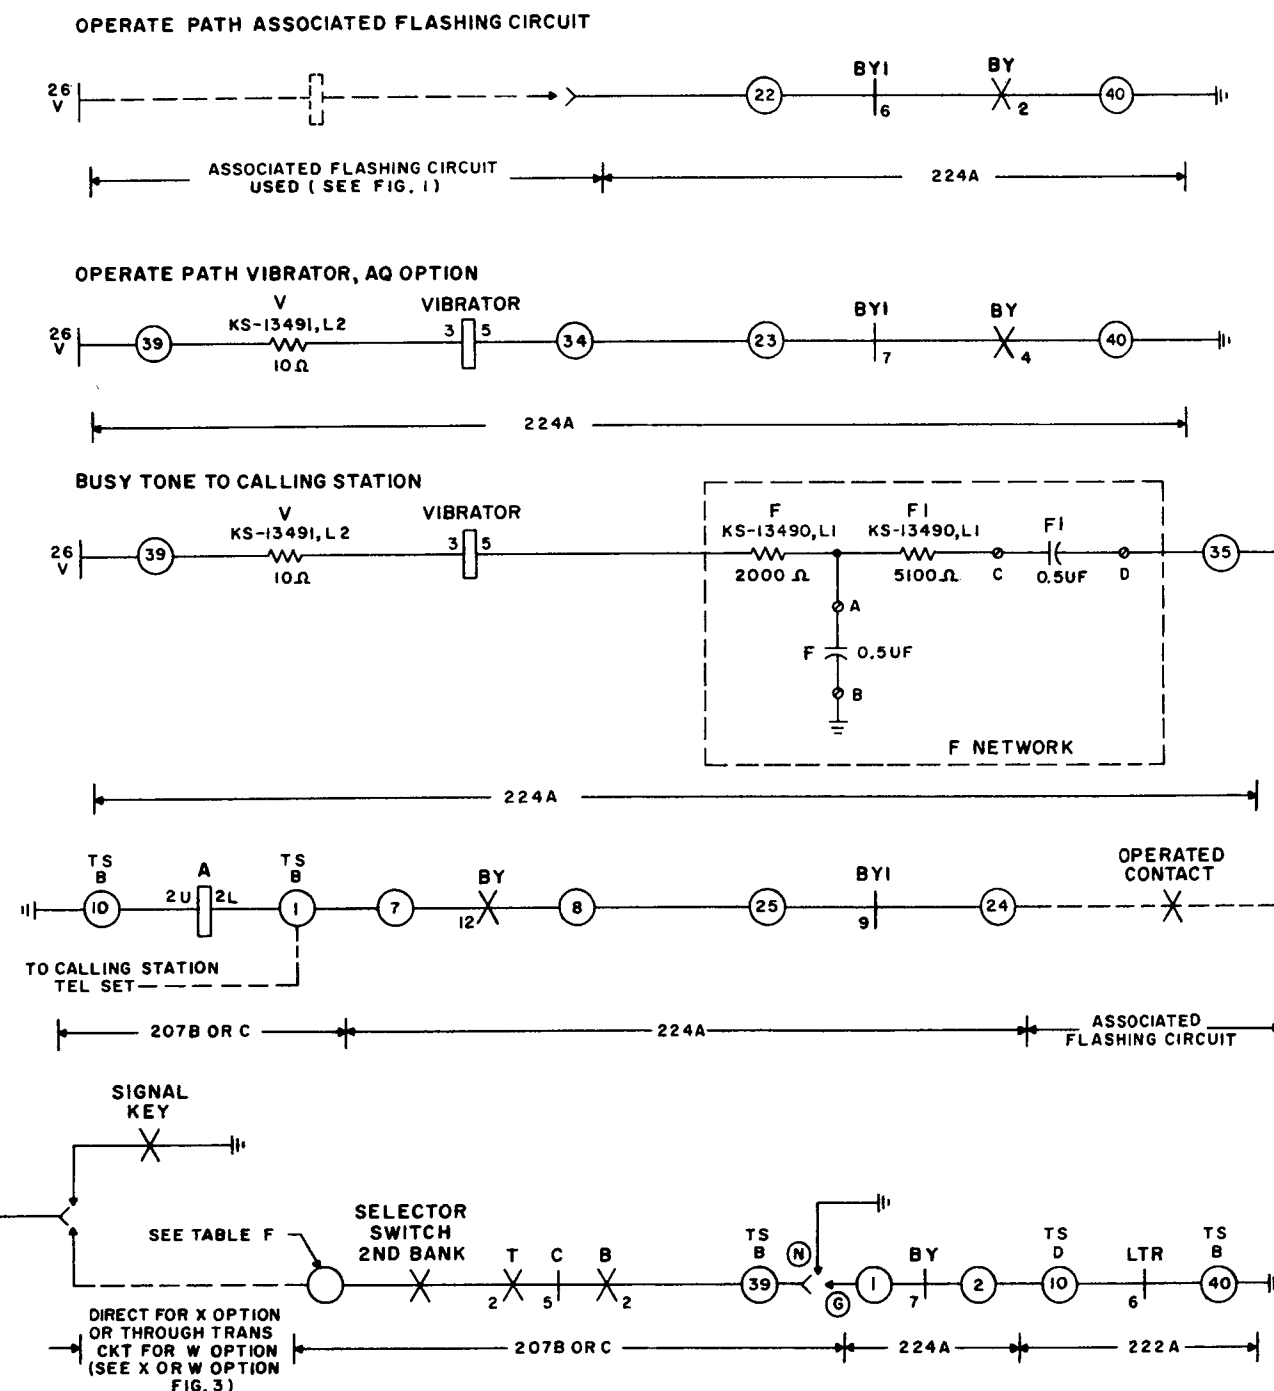 OPERATE PATH ASSOCIATED FLASHING CIRCUIT
26 V
22
BY1
6
BY
2
40
ASSOCIATED FLASHING CIRCUIT
USED (SEE FIG. 1)
224A
OPERATE PATH VIBRATOR, AQ OPTION
26 V
39
V
KS-13491, L2
10Ω
VIBRATOR
3 5
34
23
BY1
7
BY
4
40
224A
BUSY TONE TO CALLING STATION
26 V
39
V
KS-13491, L2
10Ω
VIBRATOR
3 5
F
KS-13490, L1
2000 Ω
F1
KS-13490, L1
5100Ω
C
F1
0.5UF
D
35
A
F 0.5UF
B
F NETWORK
224A
TS
B
10
A
2U 2L
TS
B
1
7
BY
12
8
25
BY1
9
24
OPERATED
CONTACT
TO CALLING STATION
TEL SET
207B OR C
224A
ASSOCIATED
FLASHING CIRCUIT
SIGNAL
KEY
SEE TABLE F
SELECTOR
SWITCH
2ND BANK
T
2
C
5
B
2
TS
B
39
N
G
1
BY
7
2
TS
D
10
LTR
6
TS
B
40
DIRECT FOR X OPTION
OR THROUGH TRANS
CKT FOR W OPTION
(SEE X OR W OPTION
FIG. 3)
207B OR C
224A
222A